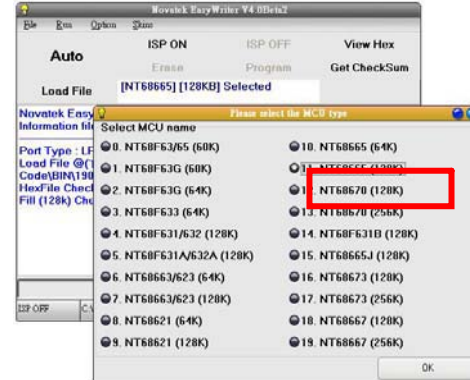 Novatek EasyWriter V4.0Beta2
File Run Option Skins
Auto
ISP ON ISP OFF View Hex
Erase Program Get CheckSum
Load File
[NT68665] [128KB] Selected
Novatek Easy
Information file
Port Type : LP
Load File @(
Code\BIN\190
HexFile Chec
Fill (128k) Che
ISP OFF C:\
Please select the MCU type
Select MCU name
0. NT68F63/65 (60K)
1. NT68F63G (60K)
2. NT68F63G (64K)
3. NT68F633 (64K)
4. NT68F631/632 (128K)
5. NT68F631A/632A (128K)
6. NT68663/623 (64K)
7. NT68663/623 (128K)
8. NT68621 (64K)
9. NT68621 (128K)
10. NT68665 (64K)
11. NT68665 (128K)
12. NT68670 (128K)
13. NT68670 (256K)
14. NT68F631B (128K)
15. NT68665J (128K)
16. NT68673 (128K)
17. NT68673 (256K)
18. NT68667 (128K)
19. NT68667 (256K)
OK